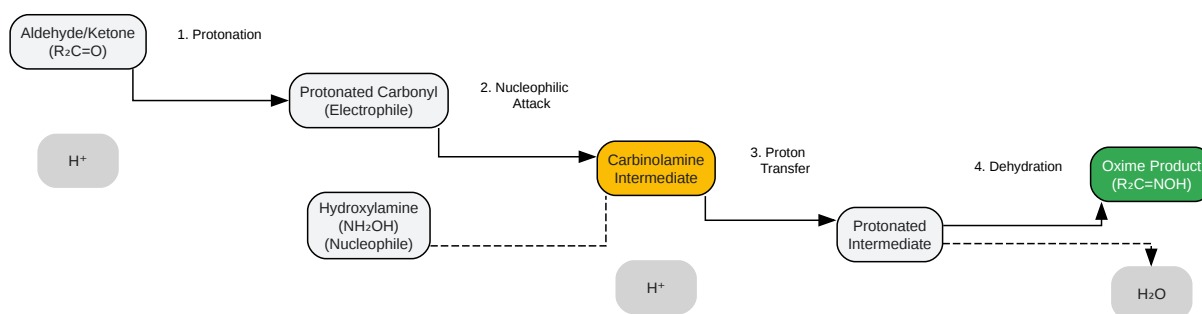 Aldehyde/Ketone
(R₂C=O)
1. Protonation
Protonated Carbonyl
(Electrophile)
2. Nucleophilic
Attack
H⁺
Carbinolamine
Intermediate
3. Proton
Transfer
4. Dehydration
Oxime Product
(R₂C=NOH)
Hydroxylamine
(NH₂OH)
(Nucleophile)
Protonated
Intermediate
H⁺
H₂O